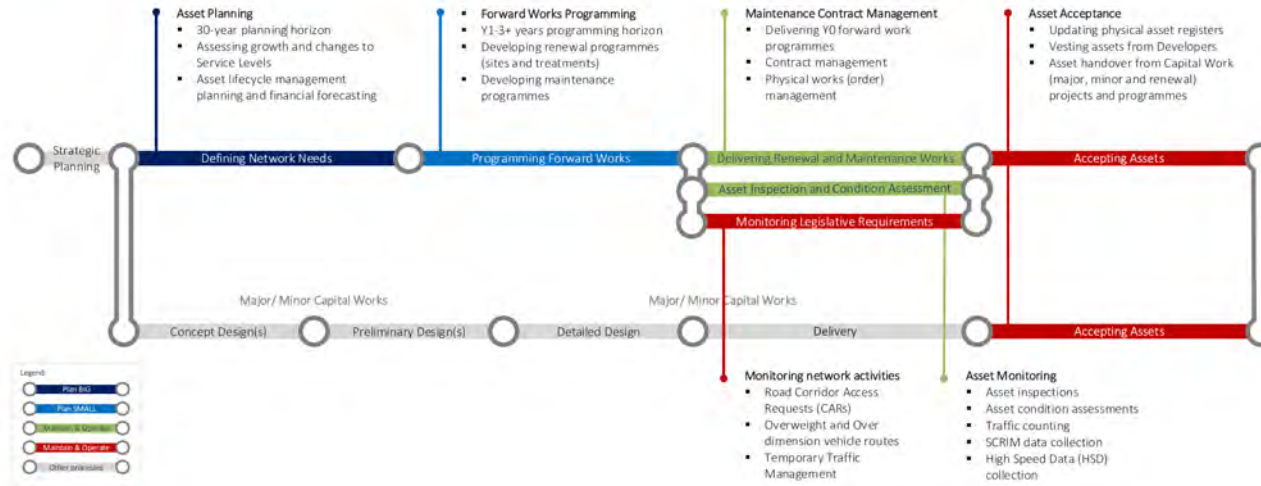 Asset Planning
▪ 30-year planning horizon
▪ Assessing growth and changes to
Service Levels
▪ Asset lifecycle management
planning and financial forecasting
Forward Works Programming
▪ Y1-3+ years programming horizon
▪ Developing renewal programmes
(sites and treatments)
▪ Developing maintenance
programmes
Maintenance Contract Management
▪ Delivering Y0 forward work
programmes
▪ Contract management
▪ Physical works (order)
management
Asset Acceptance
▪ Updating physical asset registers
▪ Vesting assets from Developers
▪ Asset handover from Capital Work
(major, minor and renewal)
projects and programmes
Strategic
Planning
Defining Network Needs
Programming Forward Works
Delivering Renewal and Maintenance Works
Accepting Assets
Asset Inspection and Condition Assessment
Monitoring Legislative Requirements
Major/ Minor Capital Works
Major/ Minor Capital Works
Concept Design(s)
Preliminary Design(s)
Detailed Design
Delivery
Accepting Assets
Legend:
Plan BIG
Plan SMALL
Maintain & Operate
Maintain & Operate
Other processes
Monitoring network activities
▪ Road Corridor Access
Requests (CARs)
▪ Overweight and Over
dimension vehicle routes
▪ Temporary Traffic
Management
Asset Monitoring
▪ Asset inspections
▪ Asset condition assessments
▪ Traffic counting
▪ SCRIM data collection
▪ High Speed Data (HSD)
collection